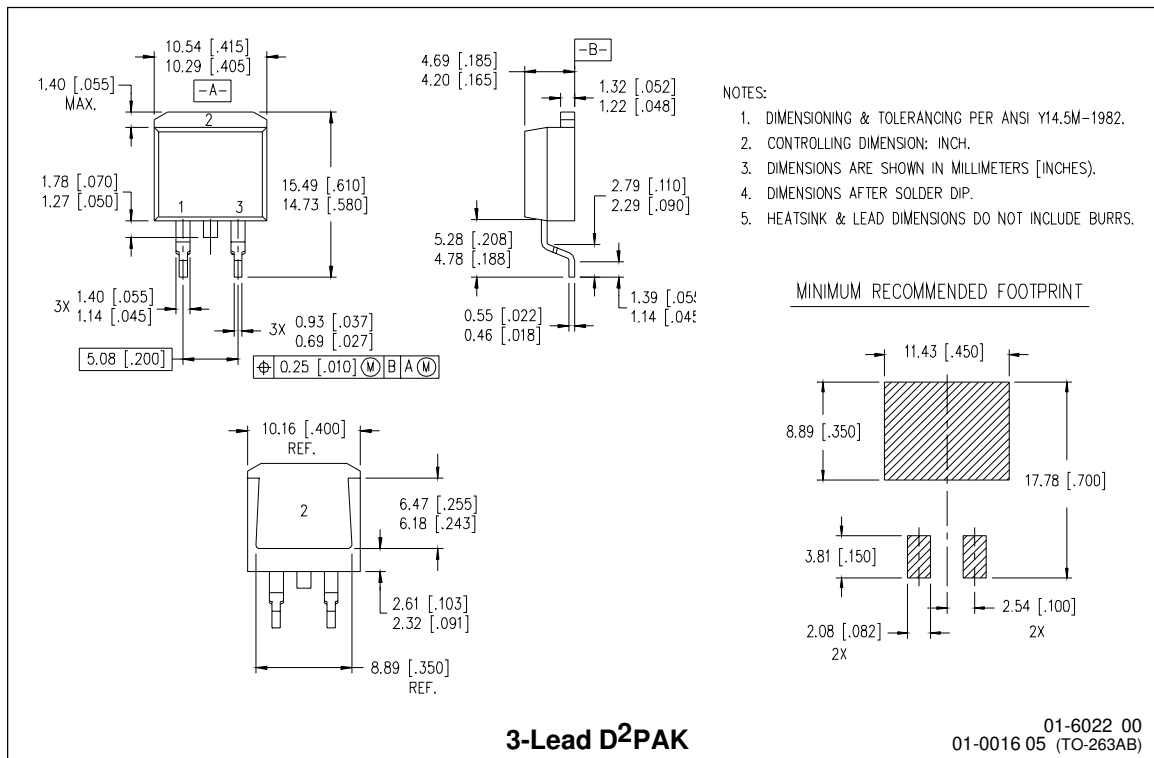 10.54 [.415]
10.29 [.405]
-A-
1.40 [.055]
MAX.
2
1.78 [.070]
1.27 [.050]
1
3
15.49 [.610]
14.73 [.580]
3X 1.40 [.055]
1.14 [.045]
3X 0.93 [.037]
0.69 [.027]
5.08 [.200]
⌖ 0.25 [.010] Ⓜ B A Ⓜ
-B-
4.69 [.185]
4.20 [.165]
1.32 [.052]
1.22 [.048]
2.79 [.110]
2.29 [.090]
5.28 [.208]
4.78 [.188]
0.55 [.022]
0.46 [.018]
1.39 [.055
1.14 [.045
10.16 [.400]
REF.
2
6.47 [.255]
6.18 [.243]
2.61 [.103]
2.32 [.091]
8.89 [.350]
REF.
NOTES:
1. DIMENSIONING & TOLERANCING PER ANSI Y14.5M-1982.
2. CONTROLLING DIMENSION: INCH.
3. DIMENSIONS ARE SHOWN IN MILLIMETERS [INCHES].
4. DIMENSIONS AFTER SOLDER DIP.
5. HEATSINK & LEAD DIMENSIONS DO NOT INCLUDE BURRS.
MINIMUM RECOMMENDED FOOTPRINT
11.43 [.450]
8.89 [.350]
17.78 [.700]
3.81 [.150]
2.08 [.082]
2X
2.54 [.100]
2X
3-Lead D²PAK
01-6022 00
01-0016 05 (TO-263AB)